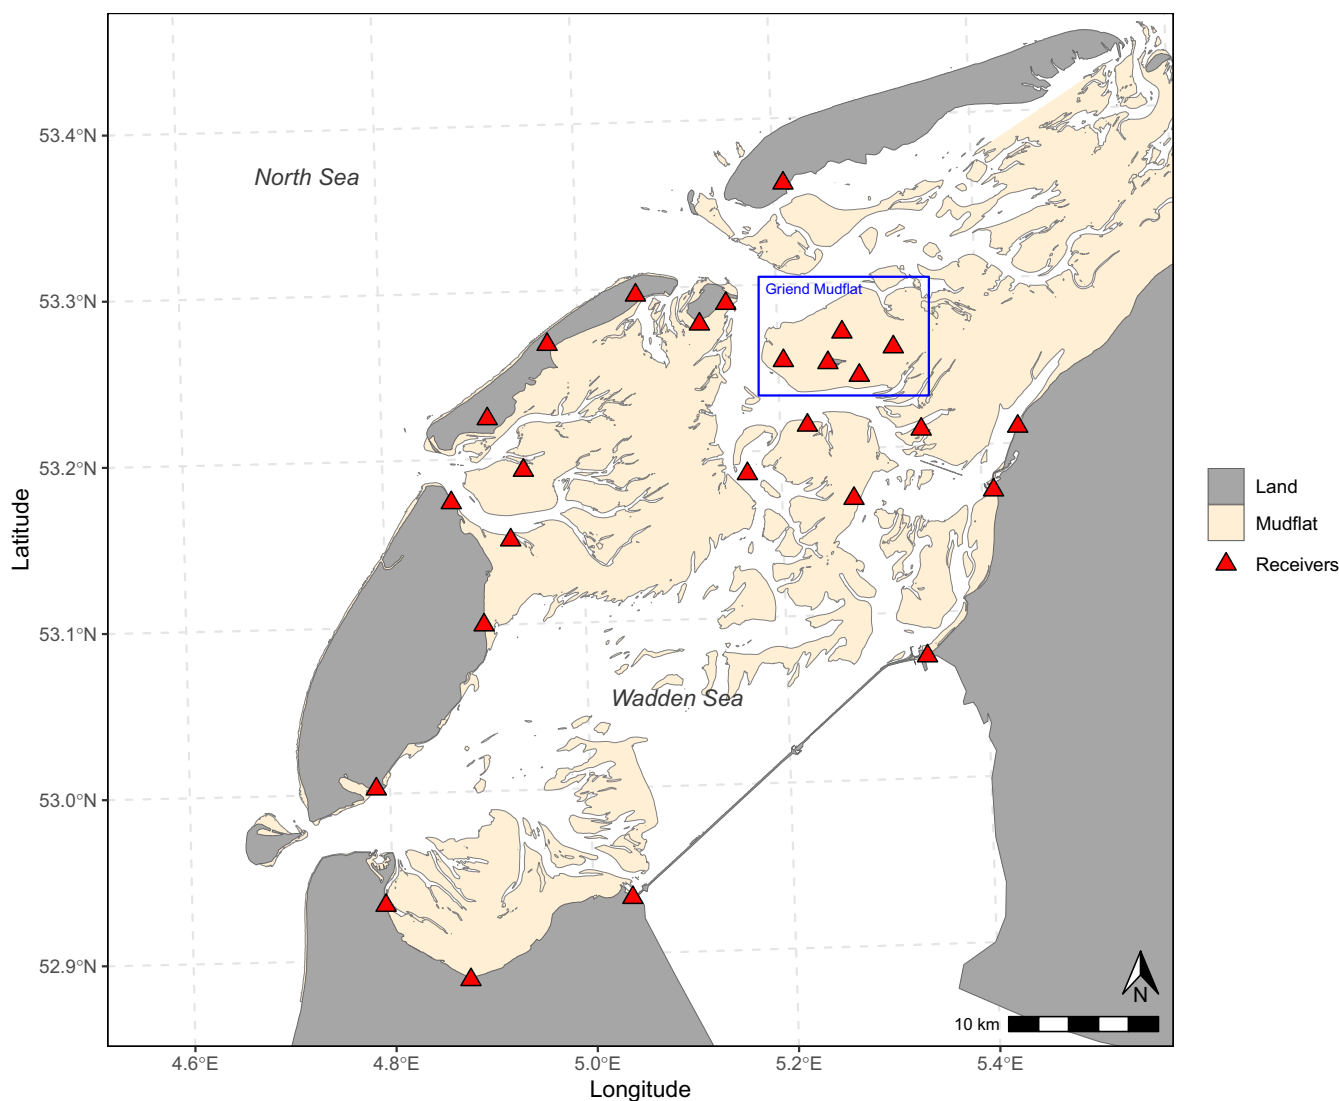 53.4°N
North Sea
53.3°N
Griend Mudflat
53.2°N
Land
Mudflat
Receivers
Latitude
53.1°N
Wadden Sea
53.0°N
52.9°N
N
10 km
4.6°E
4.8°E
5.0°E
5.2°E
5.4°E
Longitude